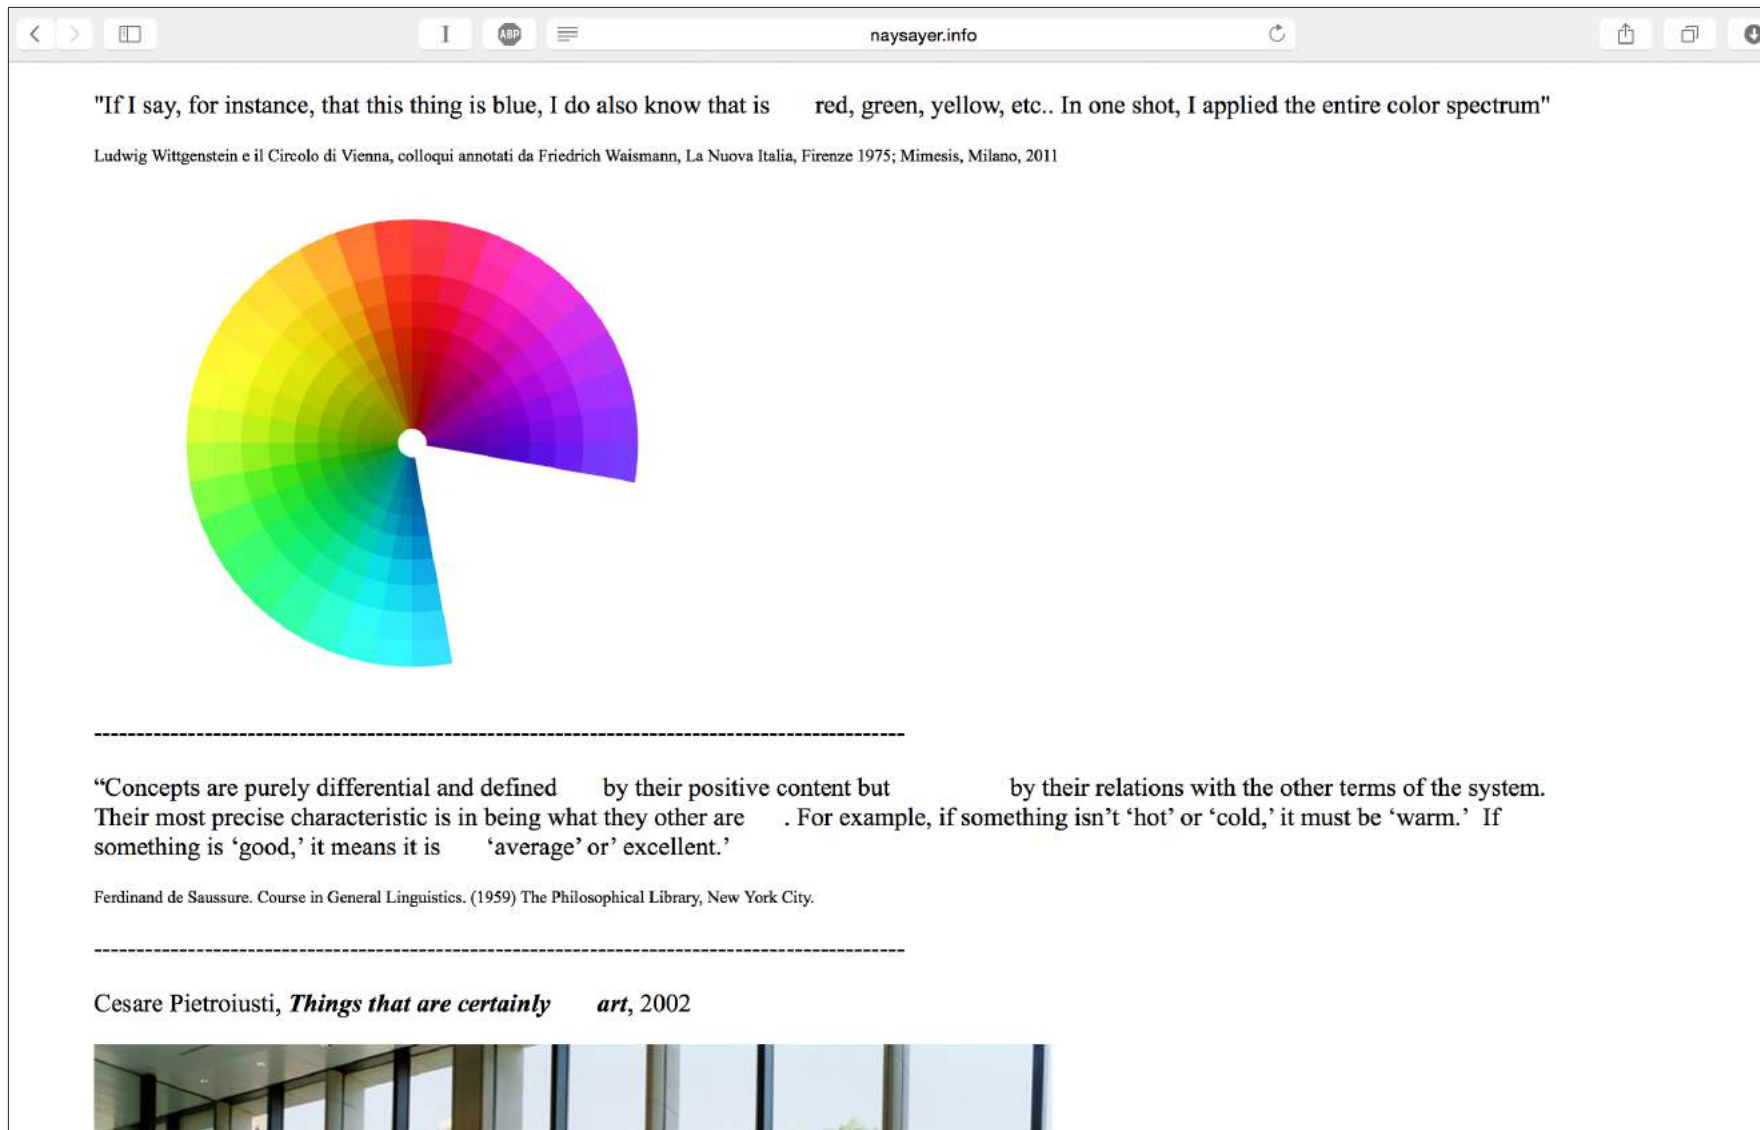 I
ABP
naysayer.info
"If I say, for instance, that this thing is blue, I do also know that is red, green, yellow, etc.. In one shot, I applied the entire color spectrum"
Ludwig Wittgenstein e il Circolo di Vienna, colloqui annotati da Friedrich Waismann, La Nuova Italia, Firenze 1975; Mimesis, Milano, 2011
-----------------------------------------------------------------------------------------------
“Concepts are purely differential and defined by their positive content but by their relations with the other terms of the system.
Their most precise characteristic is in being what they other are . For example, if something isn’t ‘hot’ or ‘cold,’ it must be ‘warm.’ If
something is ‘good,’ it means it is ‘average’ or’ excellent.’
Ferdinand de Saussure. Course in General Linguistics. (1959) The Philosophical Library, New York City.
-----------------------------------------------------------------------------------------------
Cesare Pietroiusti, Things that are certainly art, 2002